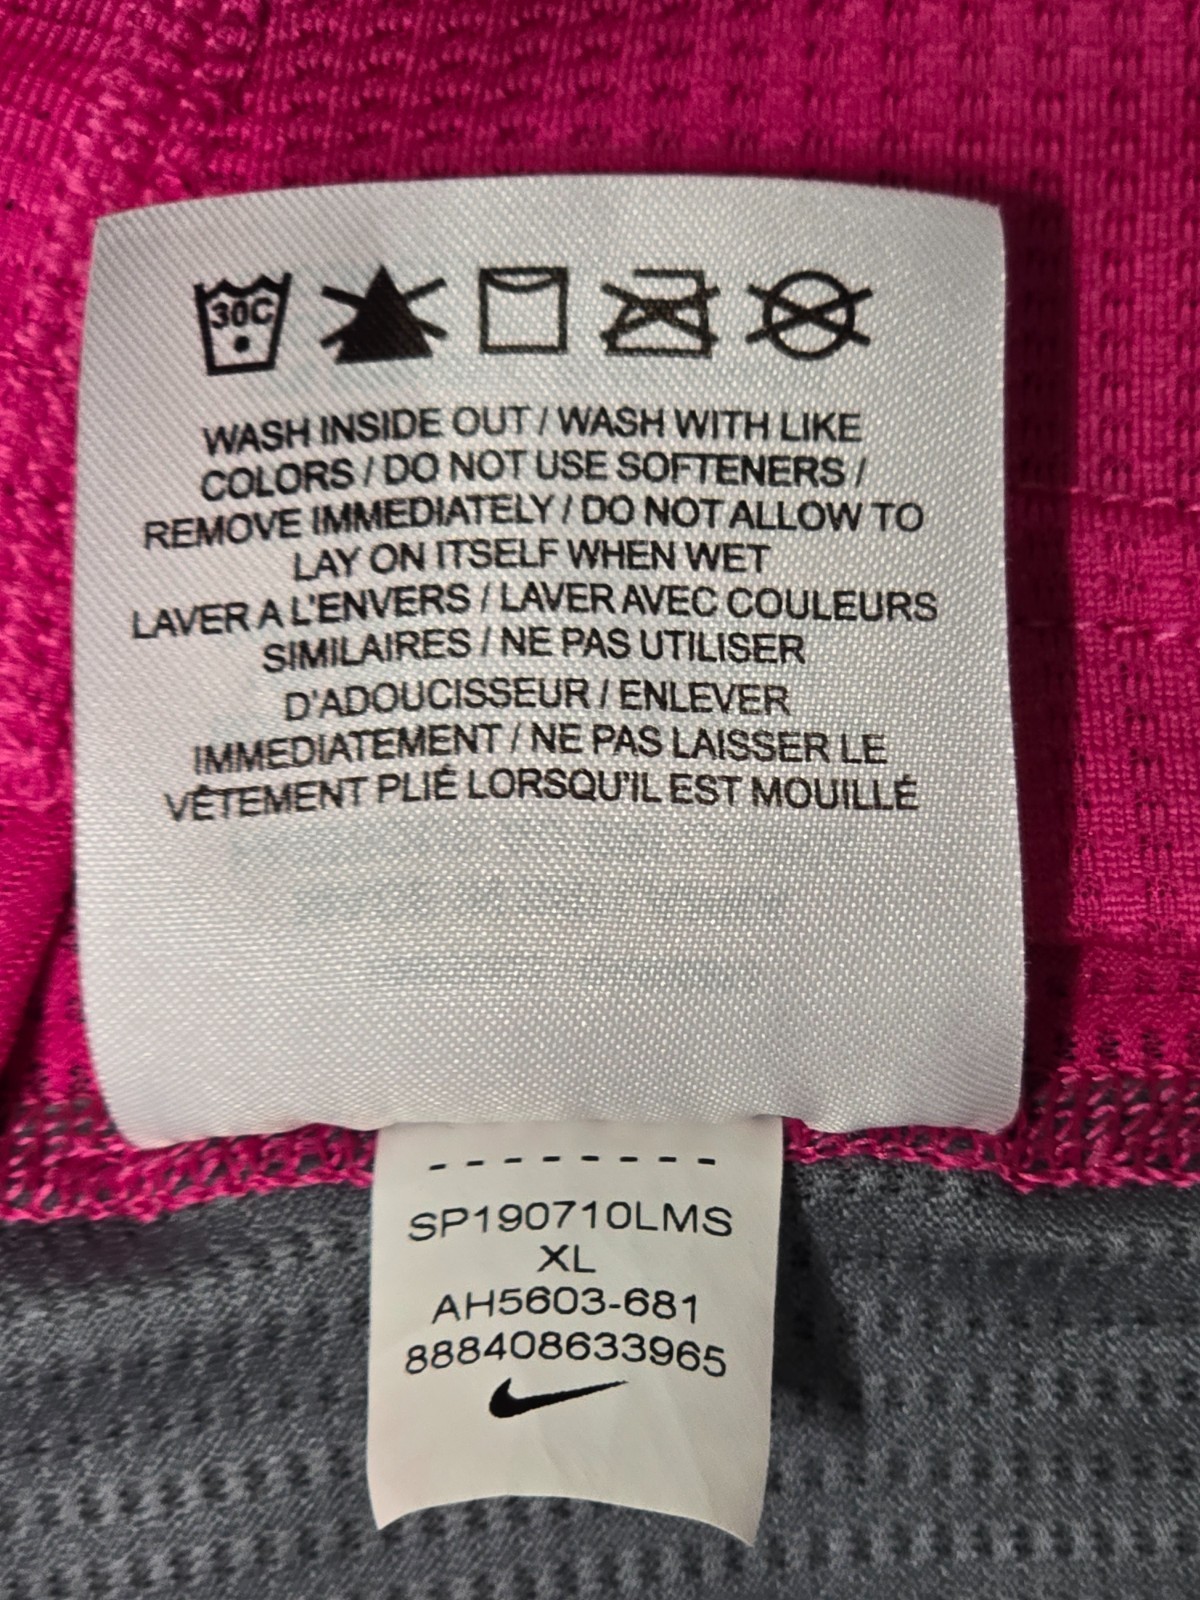 30C
WASH INSIDE OUT / WASH WITH LIKE
COLORS / DO NOT USE SOFTENERS /
REMOVE IMMEDIATELY / DO NOT ALLOW TO
LAY ON ITSELF WHEN WET
LAVER A L'ENVERS / LAVER AVEC COULEURS
SIMILAIRES / NE PAS UTILISER
D'ADOUCISSEUR / ENLEVER
IMMEDIATEMENT / NE PAS LAISSER LE
VÊTEMENT PLIÉ LORSQU'IL EST MOUILLÉ
SP190710LMS
XL
AH5603-681
888408633965